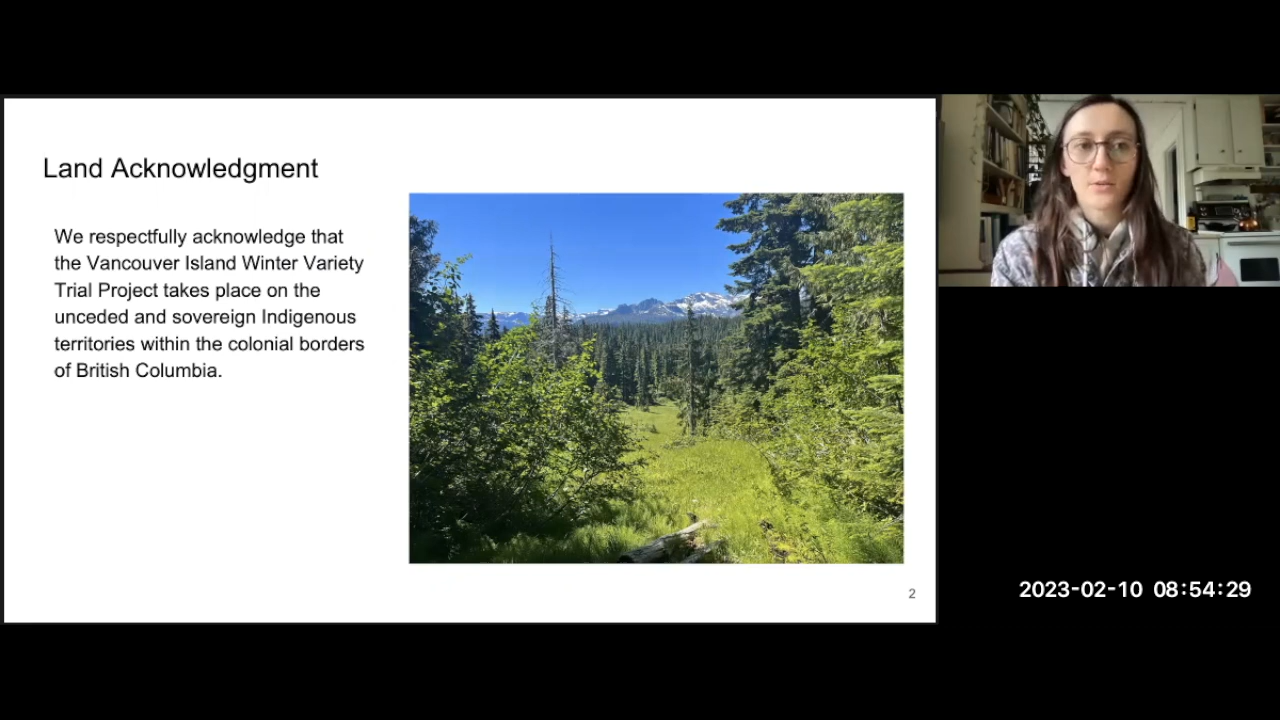 Land Acknowledgment
We respectfully acknowledge that
the Vancouver Island Winter Variety
Trial Project takes place on the
unceded and sovereign Indigenous
territories within the colonial borders
of British Columbia.
2
2023-02-10 08:54:29